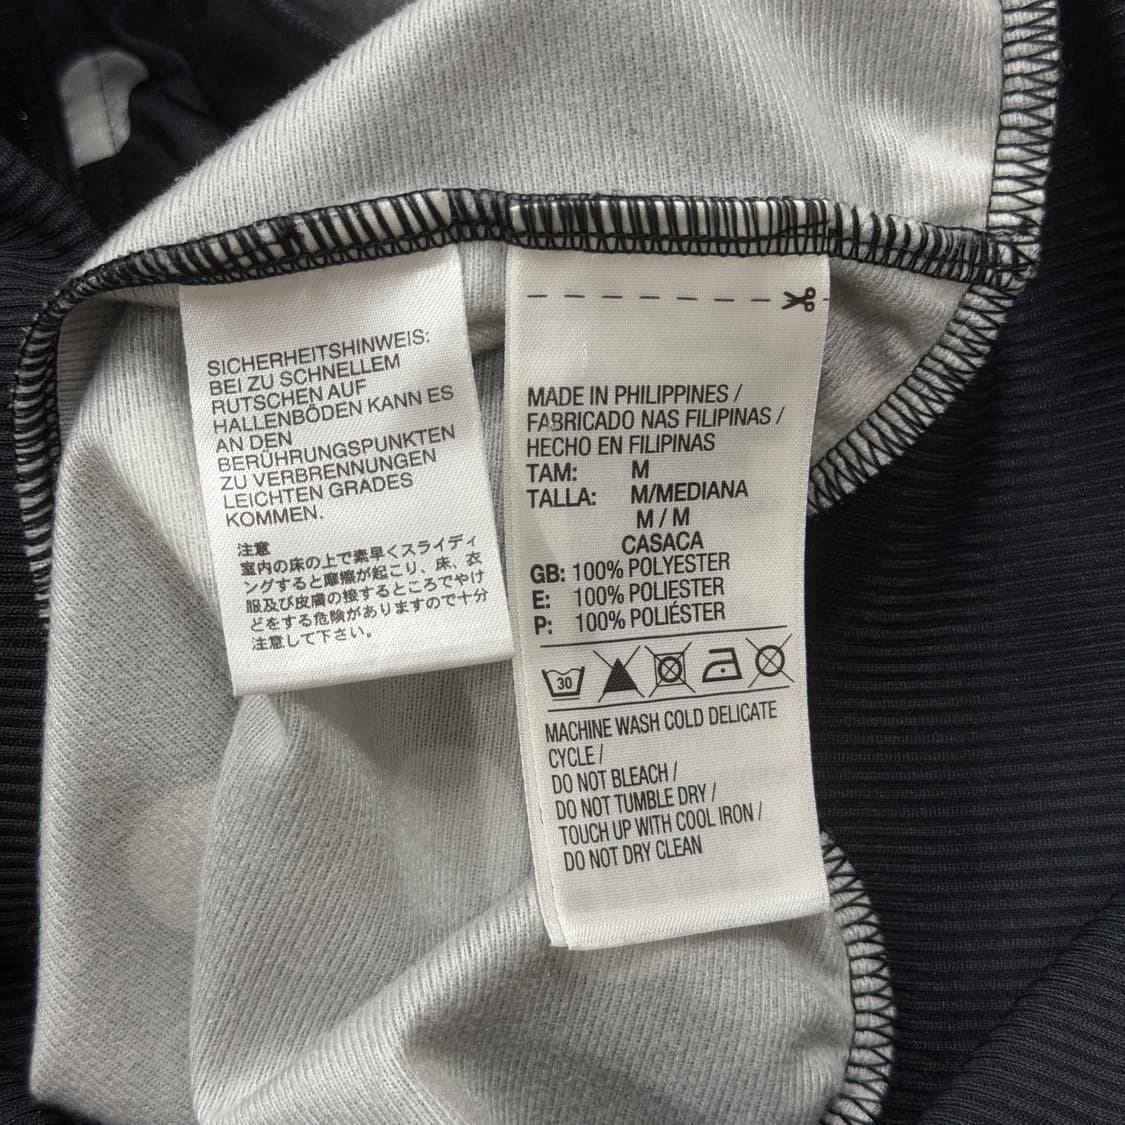 SICHERHEITSHINWEIS:
BEI ZU SCHNELLEM
RUTSCHEN AUF
HALLENBÖDEN KANN ES
AN DEN
BERÜHRUNGSPUNKTEN
ZU VERBRENNUNGEN
LEICHTEN GRADES
KOMMEN.
注意
室内の床の上で素早くスライディ
ングすると摩擦が起こり、床、衣
服及び皮膚の接するところでやけ
どをする危険がありますので十分
注意して下さい。
MADE IN PHILIPPINES /
FABRICADO NAS FILIPINAS /
HECHO EN FILIPINAS
TAM: M
TALLA: M/MEDIANA
M / M
CASACA
GB: 100% POLYESTER
E: 100% POLIESTER
P: 100% POLIÉSTER
30
MACHINE WASH COLD DELICATE
CYCLE /
DO NOT BLEACH /
DO NOT TUMBLE DRY /
TOUCH UP WITH COOL IRON /
DO NOT DRY CLEAN